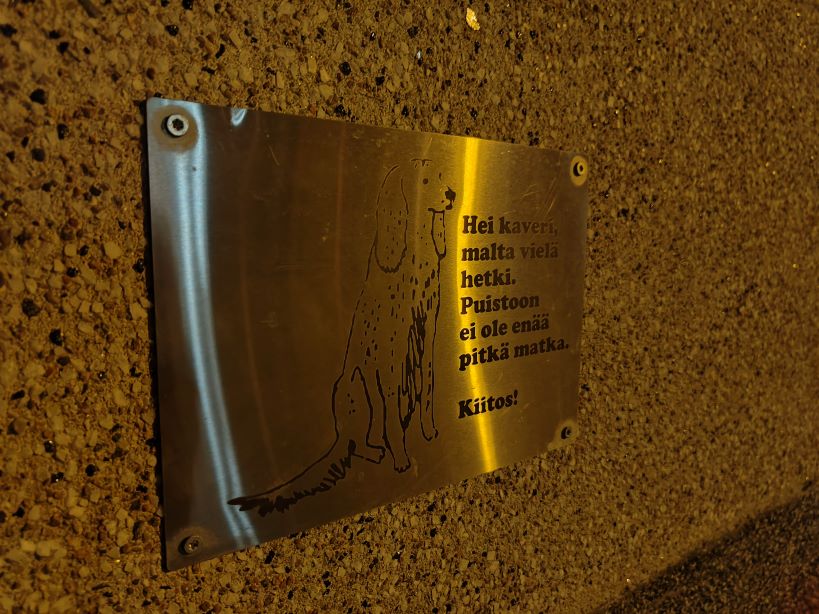 Hei kaveri,
malta vielä
hetki.
Puistoon
ei ole enää
pitkä matka.
Kiitos!